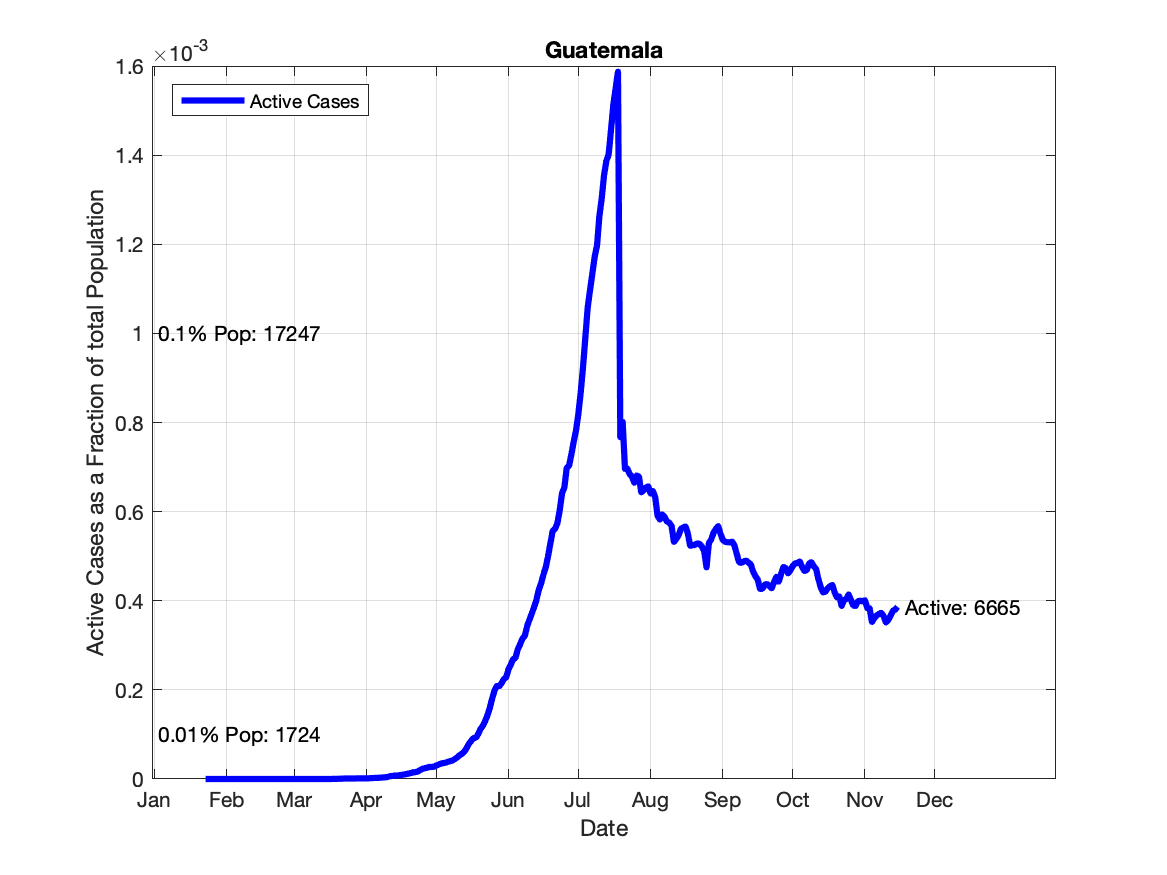 Guatemala
×10-3
1.6
1.4
1.2
1
0.8
0.6
0.4
0.2
0
Active Cases
0.1% Pop: 17247
0.01% Pop: 1724
Active: 6665
Active Cases as a Fraction of total Population
Jan Feb Mar Apr May Jun Jul Aug Sep Oct Nov Dec
Date